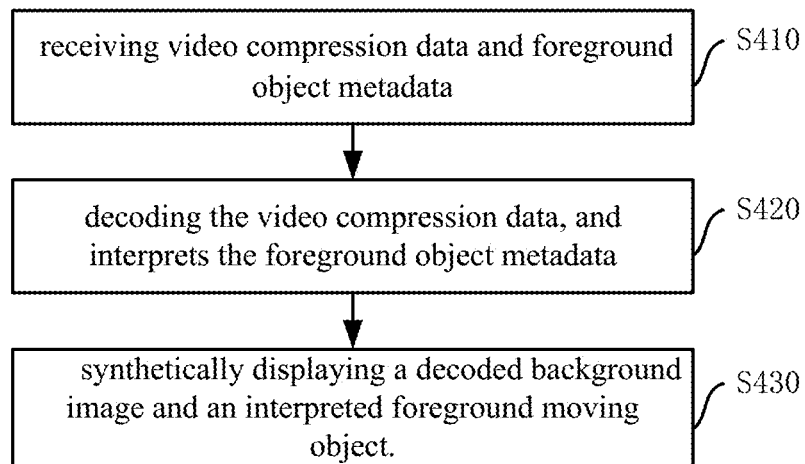 receiving video compression data and foreground
object metadata
S410
decoding the video compression data, and
interprets the foreground object metadata
S420
synthetically displaying a decoded background
image and an interpreted foreground moving
object.
S430